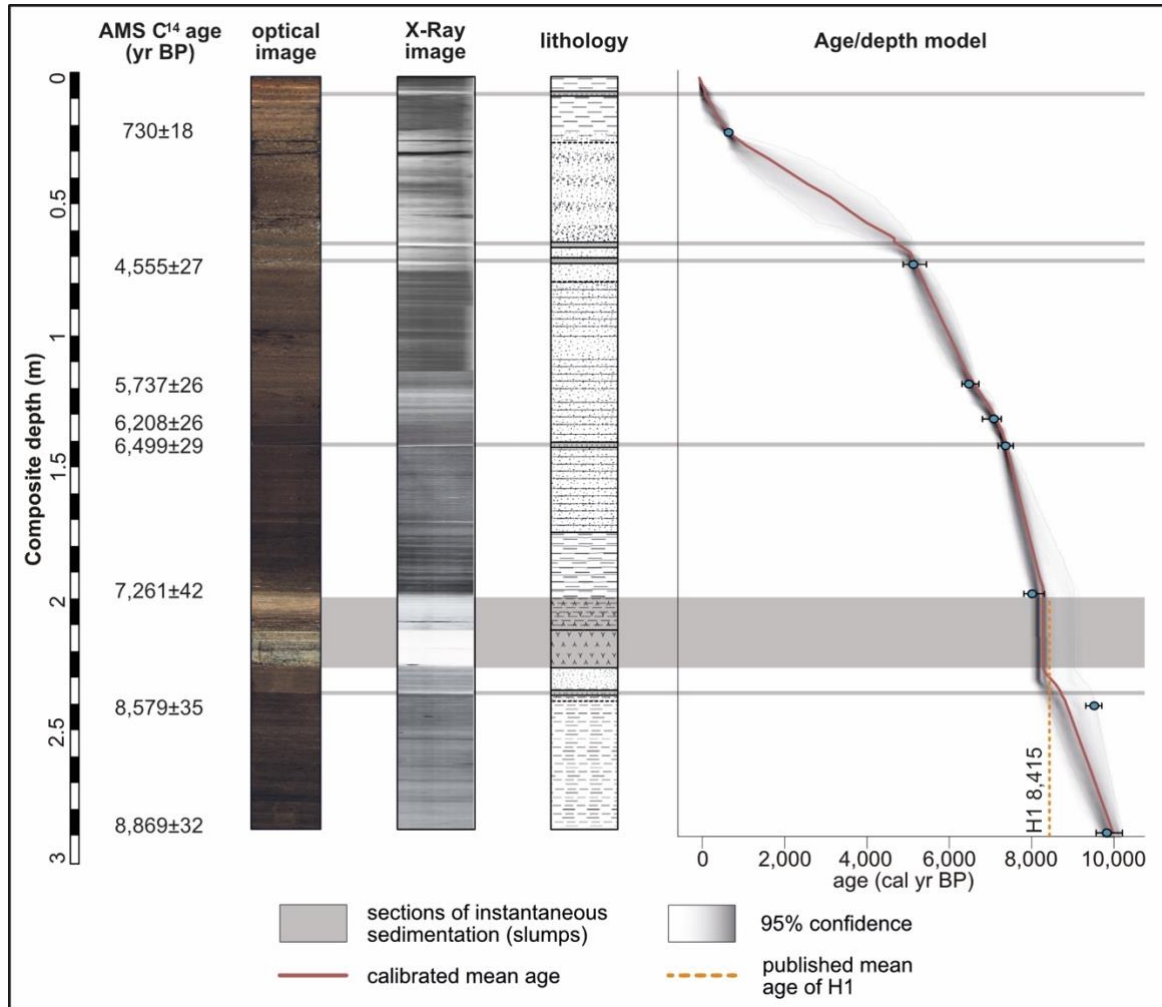 AMS C¹⁴ age
(yr BP)
optical
image
X-Ray
image
lithology
Age/depth model
Composite depth (m)
0
0.5
1
1.5
2
2.5
3
730±18
4,555±27
5,737±26
6,208±26
6,499±29
7,261±42
8,579±35
8,869±32
H1 8,415
0
2,000
4,000
6,000
8,000
10,000
age (cal yr BP)
sections of instantaneous
sedimentation (slumps)
95% confidence
calibrated mean age
published mean
age of H1